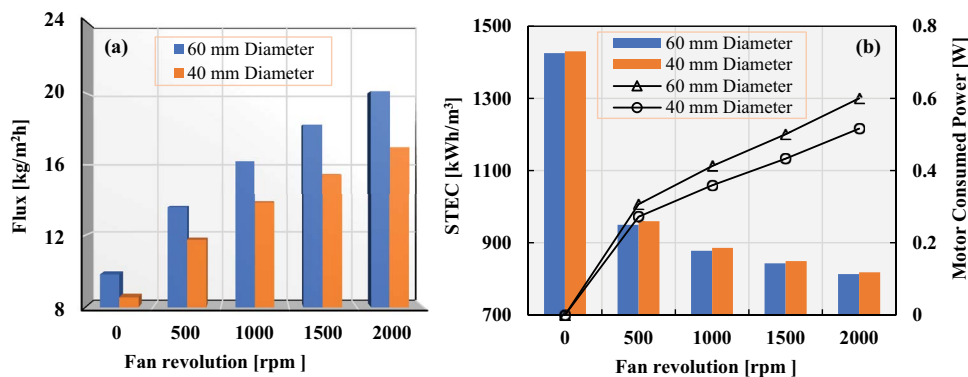 (a)
60 mm Diameter
40 mm Diameter
24
20
16
12
8
Flux [kg/m²h]
0 500 1000 1500 2000
Fan revolution [rpm ]
(b)
60 mm Diameter
40 mm Diameter
60 mm Diameter
40 mm Diameter
1500
1300
1100
900
700
STEC [kWh/m³]
0.8
0.6
0.4
0.2
0
Motor Consumed Power [W]
0 500 1000 1500 2000
Fan revolution [rpm ]